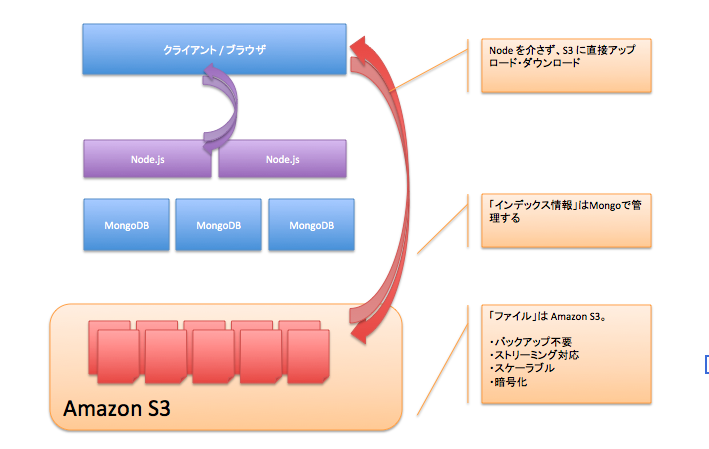 クライアント / ブラウザ
Node を介さず、S3 に直接アップ
ロード・ダウンロード
Node.js
Node.js
MongoDB
MongoDB
MongoDB
「インデックス情報」はMongoで管
理する
「ファイル」は Amazon S3。
・バックアップ不要
・ストリーミング対応
・スケーラブル
・暗号化
Amazon S3